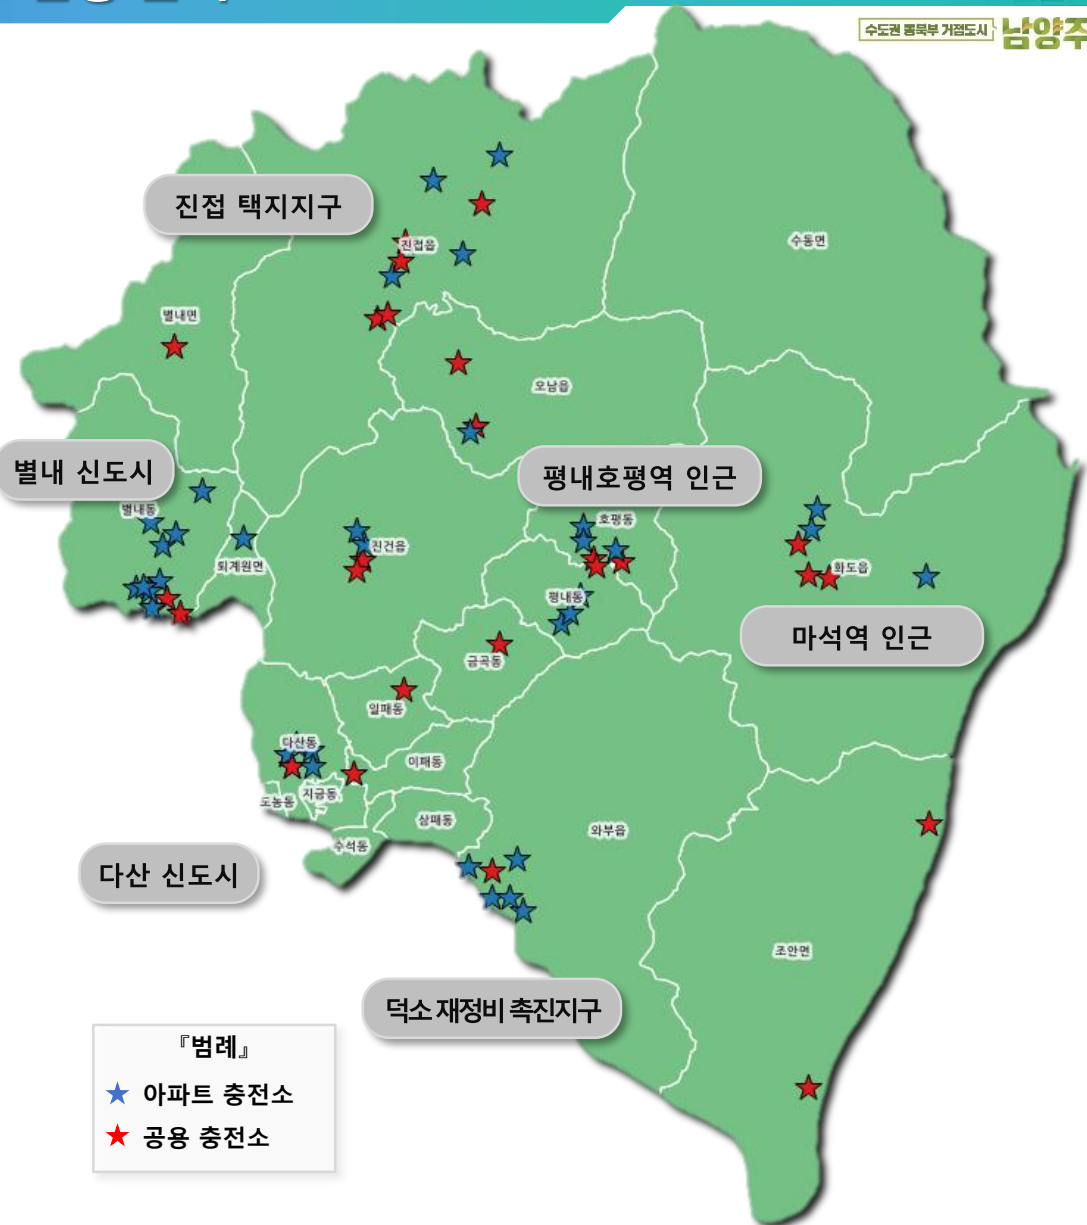 수도권 동북부 거점도시 남양주
진접 택지지구
진접읍
수동면
별내면
오남읍
별내 신도시
평내호평역 인근
별내동
호평동
퇴계원면
진건읍
화도읍
평내동
마석역 인근
금곡동
일패동
다산동
이패동
도농동
지금동
삼패동
수석동
와부읍
다산 신도시
조안면
덕소 재정비 촉진지구
『범례』
아파트 충전소
공용 충전소